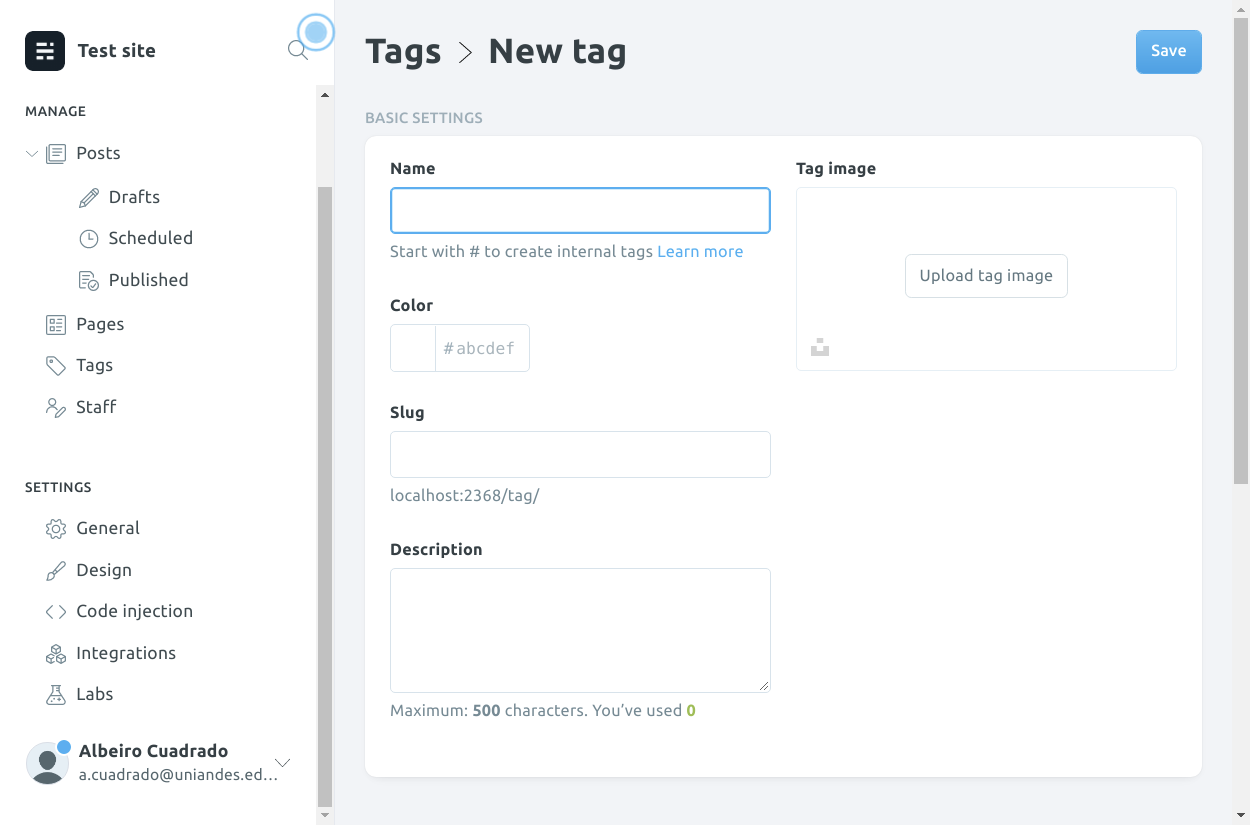 Test site
MANAGE
Posts
Drafts
Scheduled
Published
Pages
Tags
Staff
SETTINGS
General
Design
Code injection
Integrations
Labs
Albeiro Cuadrado
a.cuadrado@uniandes.ed...
Tags > New tag
Save
BASIC SETTINGS
Name
Start with # to create internal tags Learn more
Color
#abcdef
Slug
localhost:2368/tag/
Description
Maximum: 500 characters. You’ve used 0
Tag image
Upload tag image